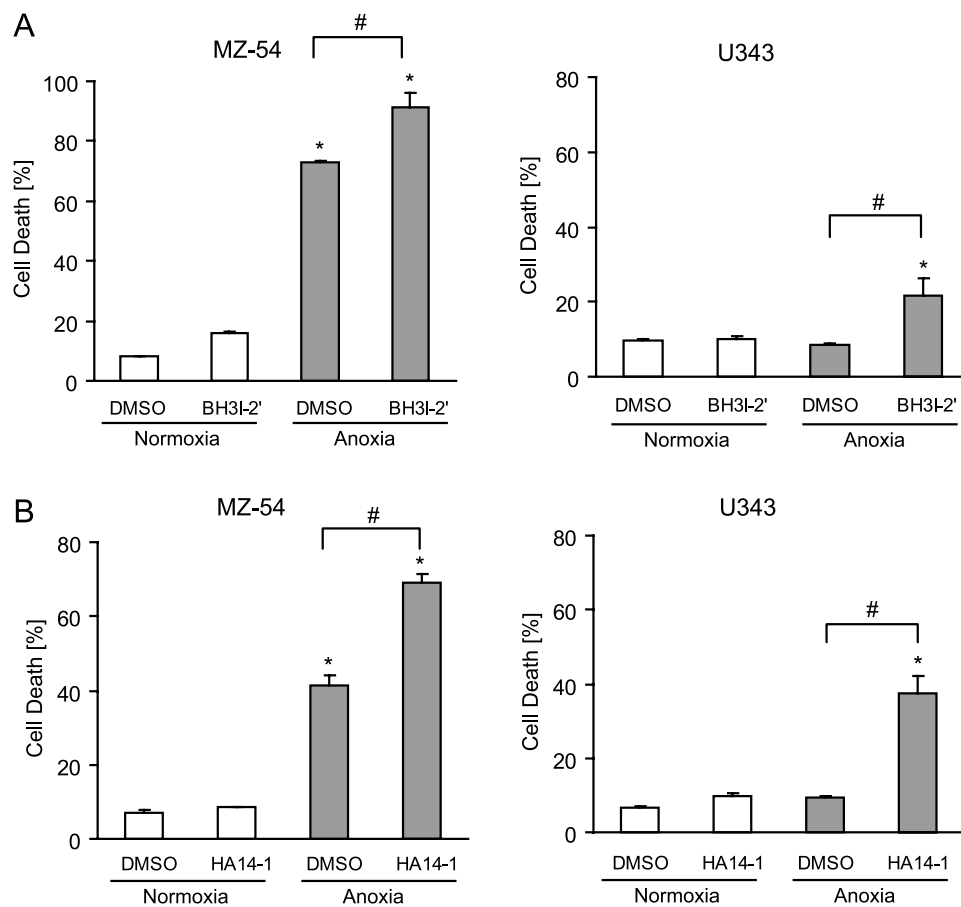 A
MZ-54
#
Cell Death [%]
100
80
60
40
20
0
*
*
DMSO BH3I-2' DMSO BH3I-2'
Normoxia Anoxia
U343
Cell Death [%]
80
60
40
20
0
#
*
DMSO BH3I-2' DMSO BH3I-2'
Normoxia Anoxia
B
MZ-54
#
Cell Death [%]
80
60
40
20
0
*
*
DMSO HA14-1 DMSO HA14-1
Normoxia Anoxia
U343
Cell Death [%]
80
60
40
20
0
#
*
DMSO HA14-1 DMSO HA14-1
Normoxia Anoxia